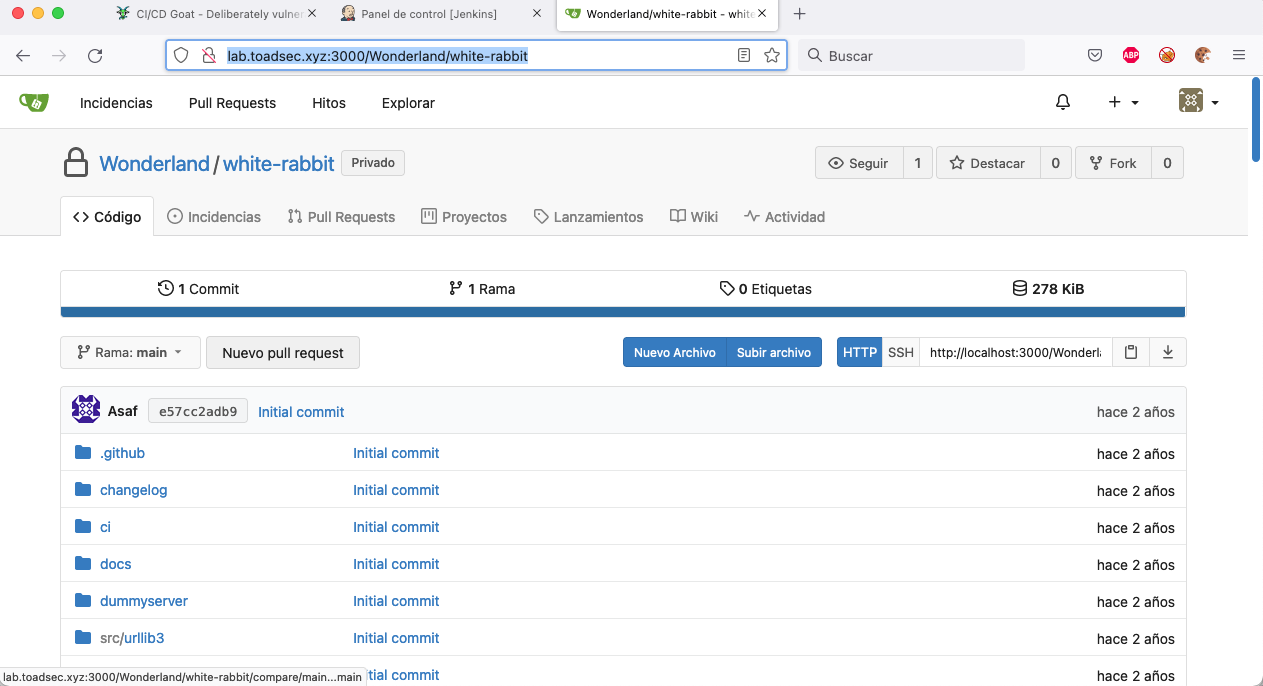 CI/CD Goat - Deliberately vulner
Panel de control [Jenkins]
Wonderland/white-rabbit - white
lab.toadsec.xyz:3000/Wonderland/white-rabbit
Buscar
ABP
Incidencias Pull Requests Hitos Explorar
Wonderland/white-rabbit Privado
Seguir 1 Destacar 0 Fork 0
Código Incidencias Pull Requests Proyectos Lanzamientos Wiki Actividad
1 Commit 1 Rama 0 Etiquetas 278 KiB
Rama: main Nuevo pull request Nuevo Archivo Subir archivo HTTP SSH http://localhost:3000/Wonderla
Asaf e57cc2adb9 Initial commit hace 2 años
.github Initial commit hace 2 años
changelog Initial commit hace 2 años
ci Initial commit hace 2 años
docs Initial commit hace 2 años
dummyserver Initial commit hace 2 años
src/urllib3 Initial commit hace 2 años
tial commit hace 2 años
lab.toadsec.xyz:3000/Wonderland/white-rabbit/compare/main...main